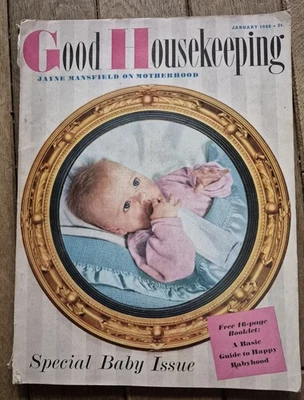 JANUARY 1958 • 2s.
Good Housekeeping
JAYNE MANSFIELD ON MOTHERHOOD
Free 16-page
Booklet:
A Basic
Guide to Happy
Babyhood
Special Baby Issue